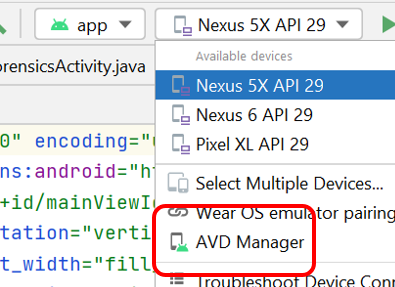 app
Nexus 5X API 29
orensicsActivity.java
Available devices
Nexus 5X API 29
0" encoding="
Nexus 6 API 29
ns:android="h
Pixel XL API 29
+id/mainViewI
Select Multiple Devices...
tation="verti
Wear OS emulator pairing
t_width="fill
AVD Manager
Troubleshoot Device Con